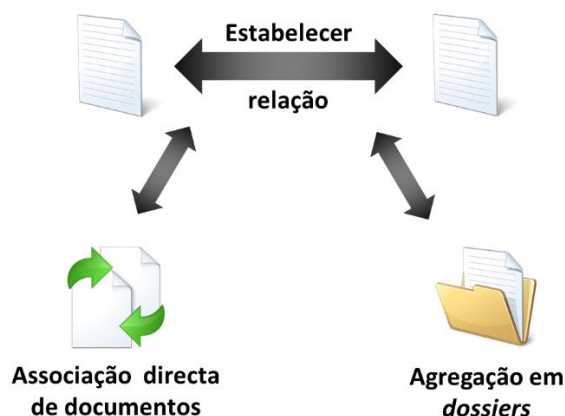 Estabelecer
relação
Associação directa
de documentos
Agregação em
dossiers